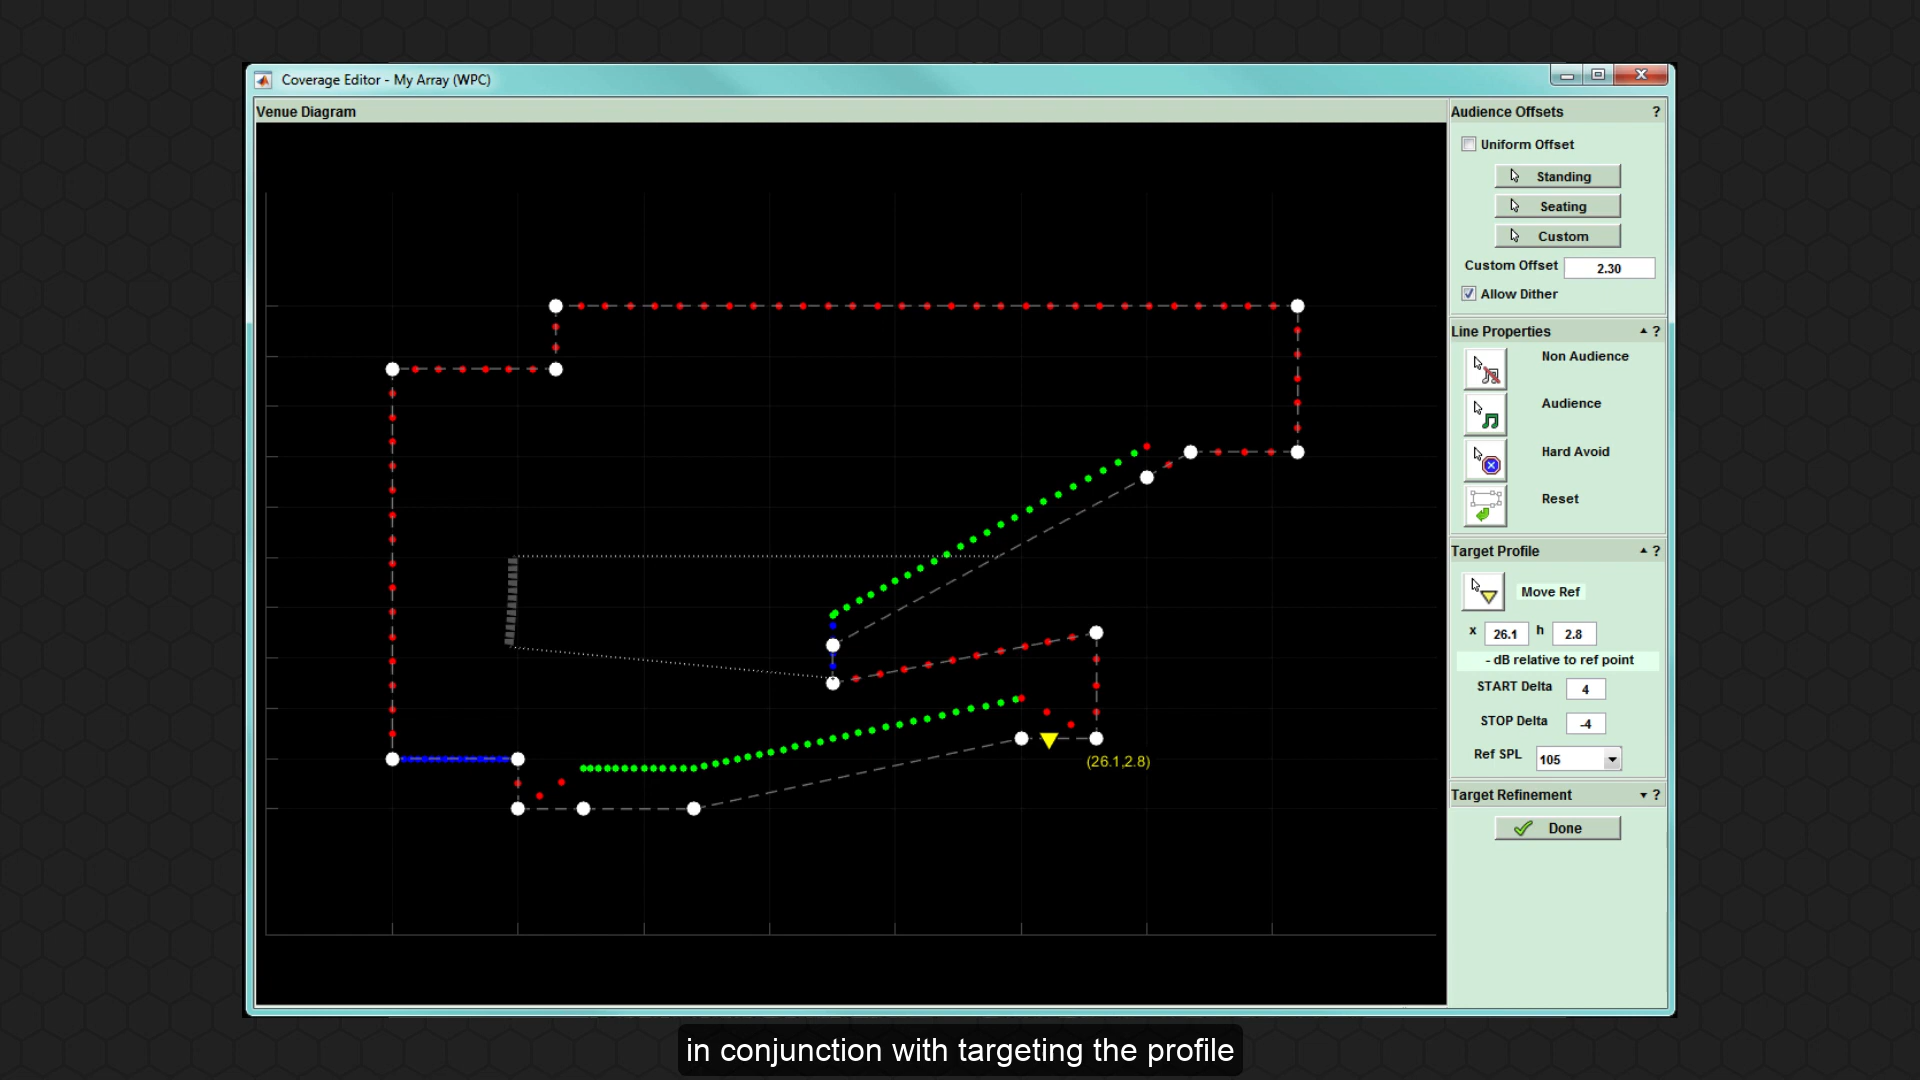 Coverage Editor - My Array (WPC)
Venue Diagram
(26.1,2.8)
Audience Offsets ?
Uniform Offset
Standing
Seating
Custom
Custom Offset 2.30
Allow Dither
Line Properties ?
Non Audience
Audience
Hard Avoid
Reset
Target Profile ?
Move Ref
x 26.1 h 2.8
- dB relative to ref point
START Delta 4
STOP Delta -4
Ref SPL 105
Target Refinement ?
Done
in conjunction with targeting the profile